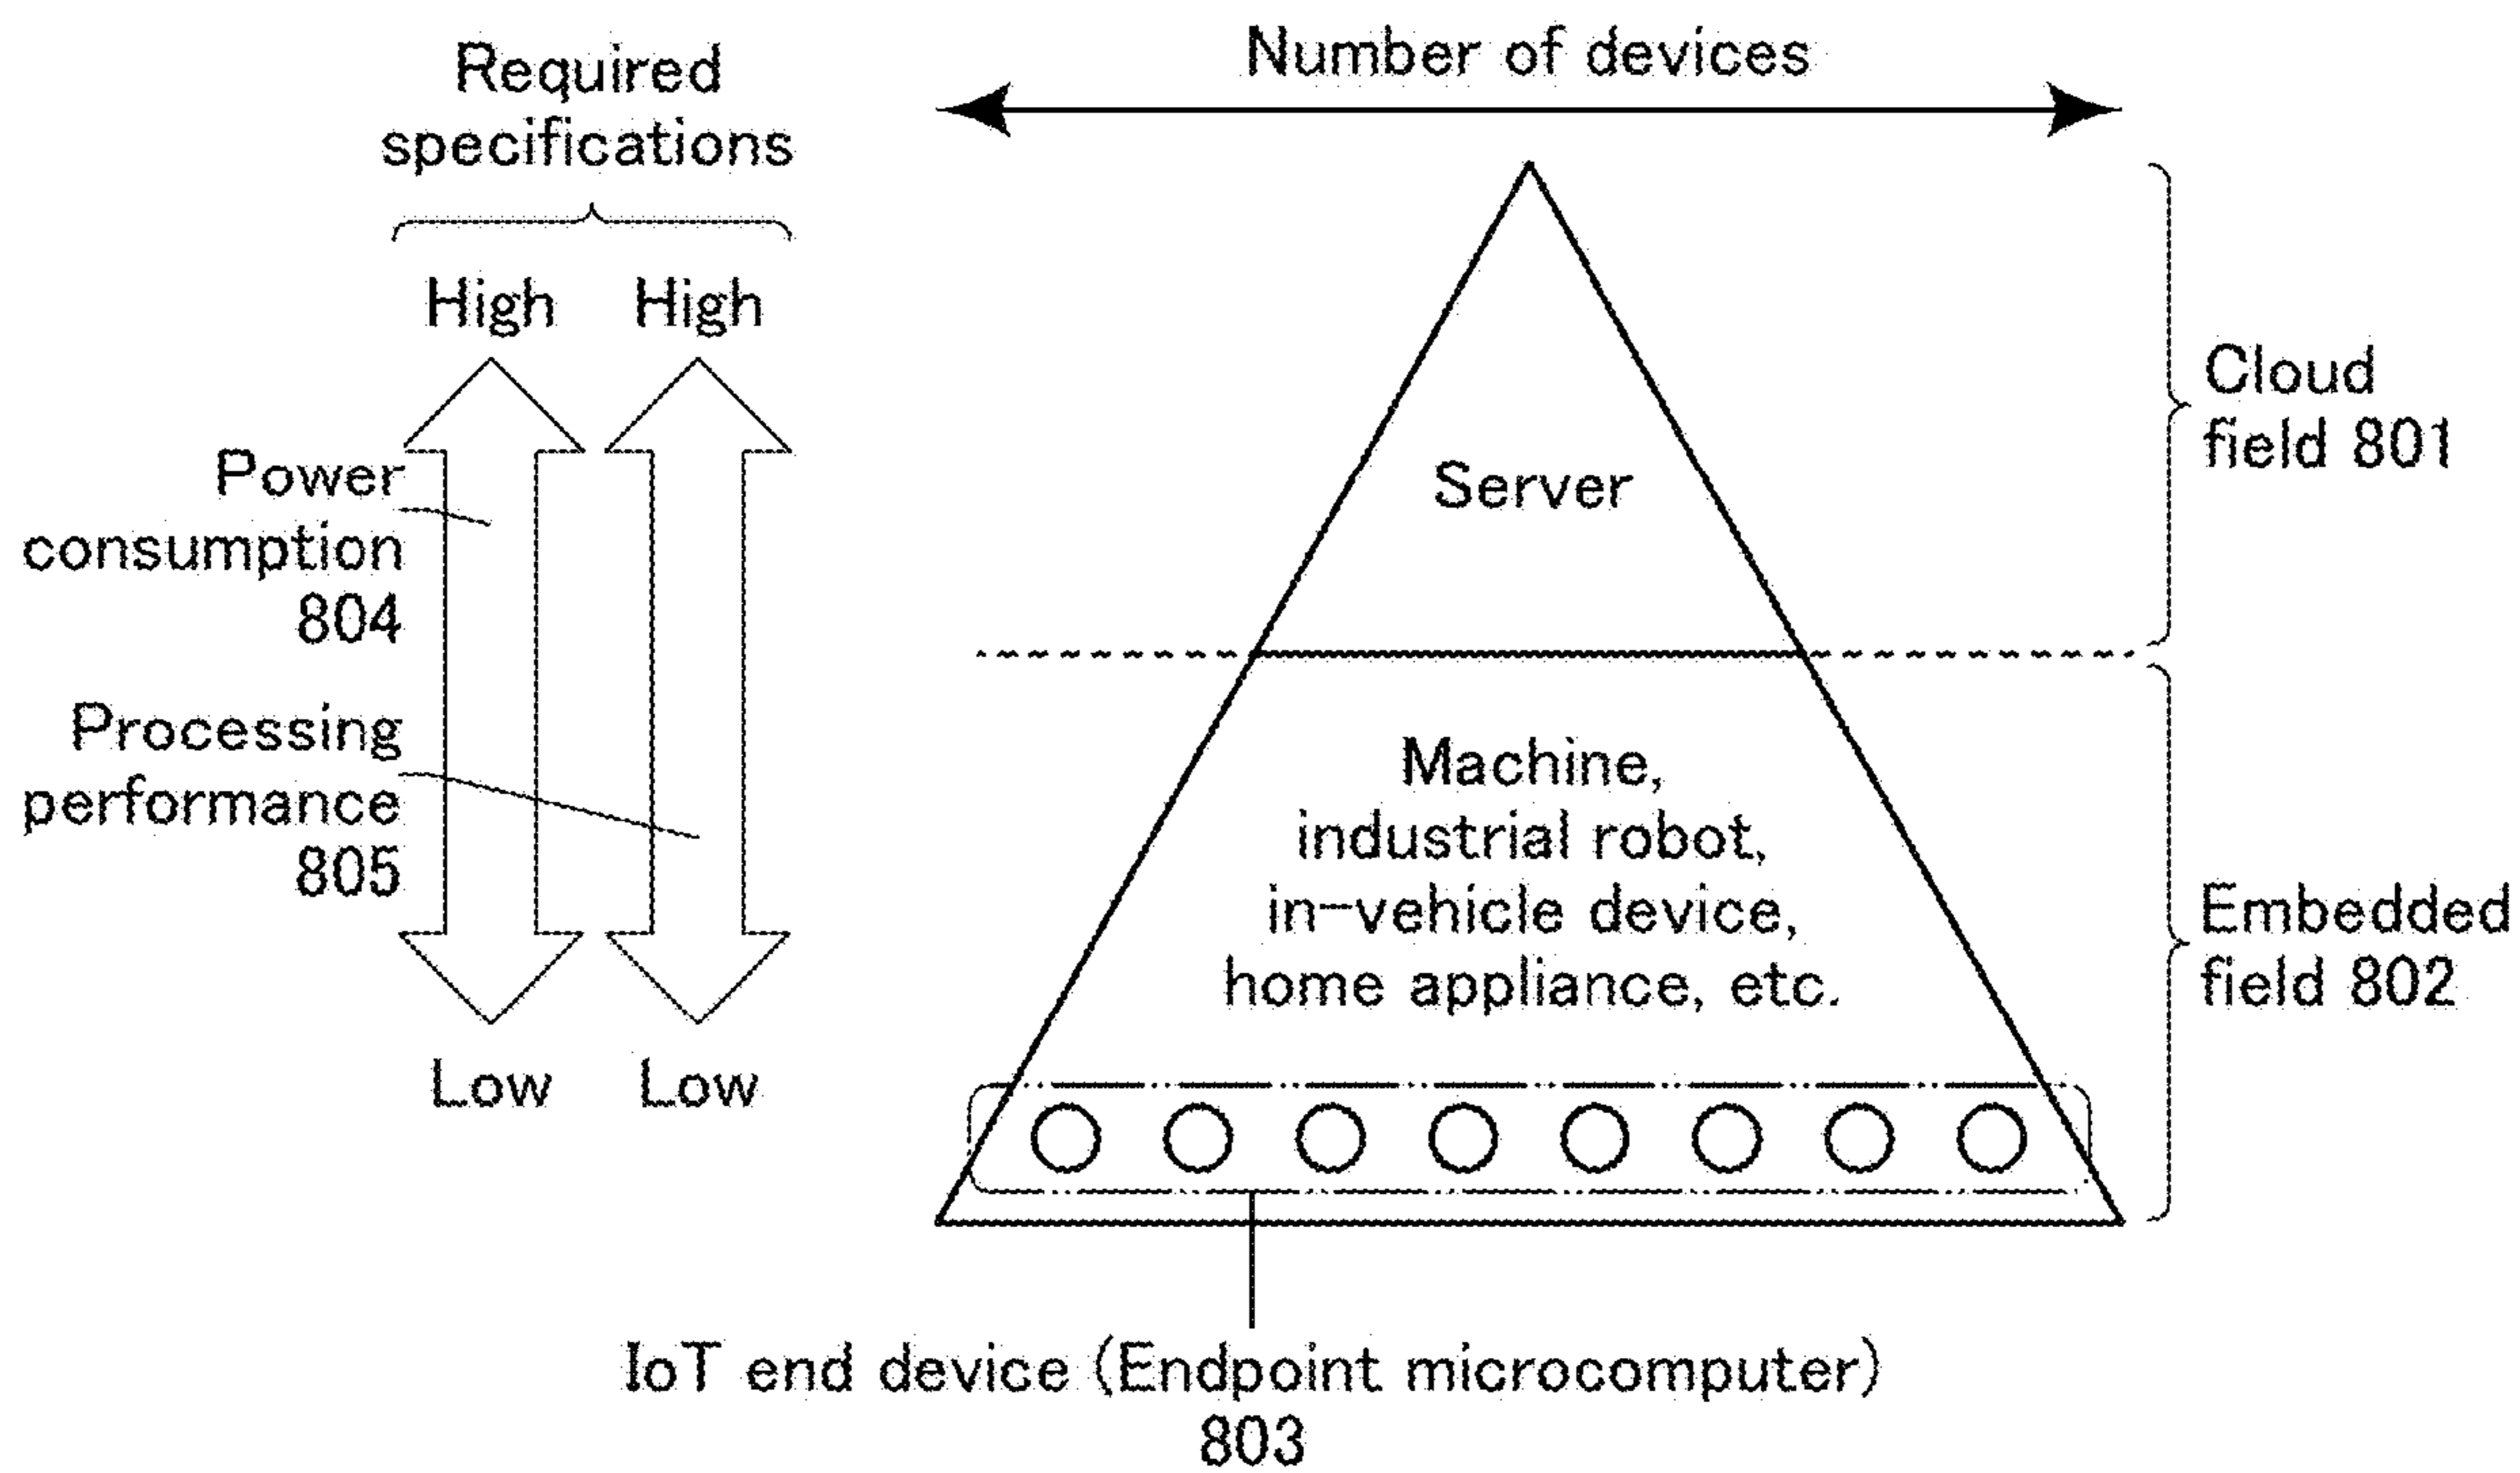 Required
specifications
High High
Power
consumption
804
Processing
performance
805
Low Low
Number of devices
Server
Cloud
field 801
Machine,
industrial robot,
in-vehicle device,
home appliance, etc.
Embedded
field 802
IoT end device (Endpoint microcomputer)
803